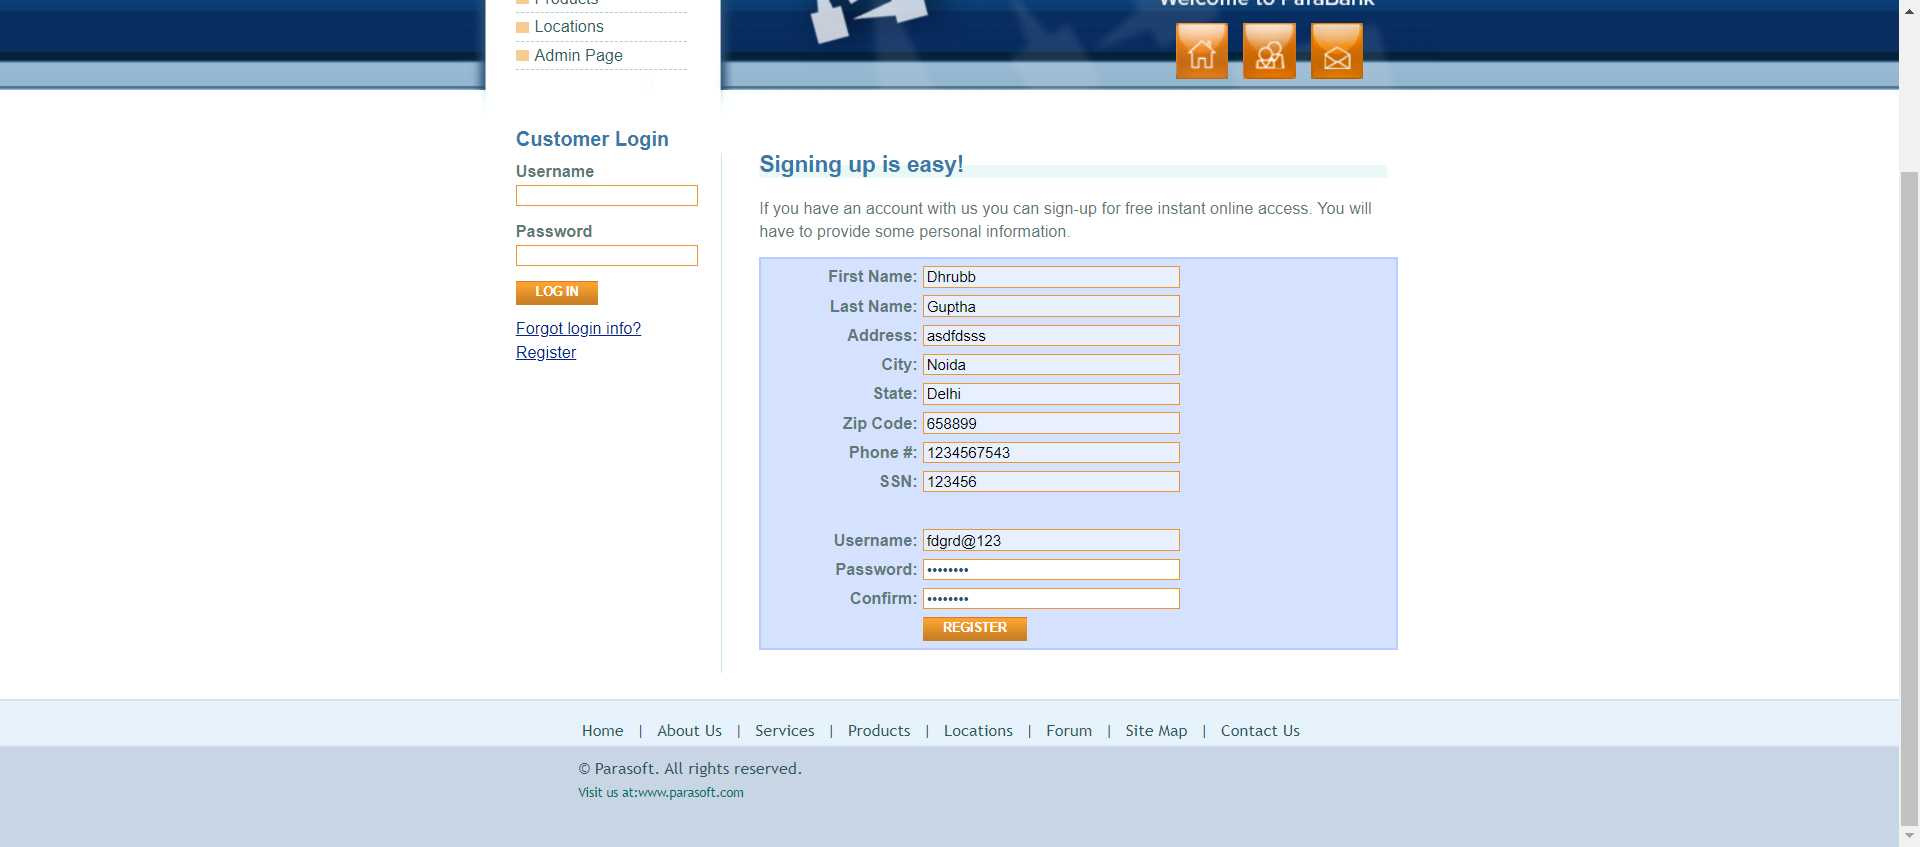 Products
Locations
Admin Page
Welcome to ParaBank
Customer Login
Username
Password
LOG IN
Forgot login info?
Register
Signing up is easy!
If you have an account with us you can sign-up for free instant online access. You will
have to provide some personal information.
First Name: Dhrubb
Last Name: Guptha
Address: asdfdsss
City: Noida
State: Delhi
Zip Code: 658899
Phone #: 1234567543
SSN: 123456
Username: fdgrd@123
Password: ••••••••
Confirm: ••••••••
REGISTER
Home | About Us | Services | Products | Locations | Forum | Site Map | Contact Us
© Parasoft. All rights reserved.
Visit us at:www.parasoft.com